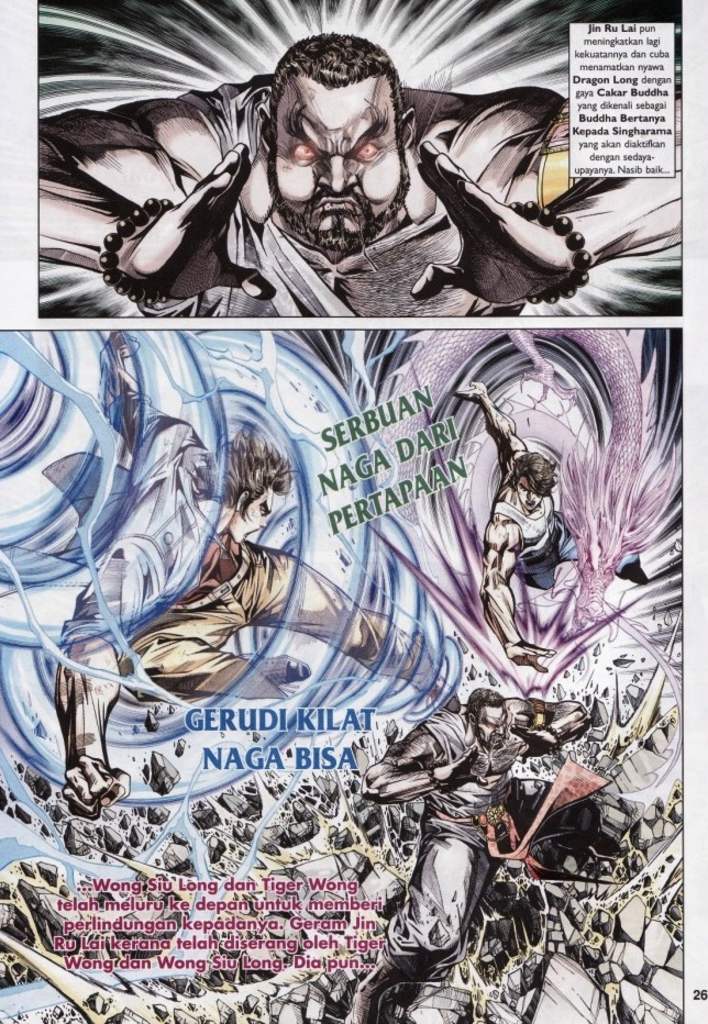 Jin Ru Lai pun
meningkatkan lagi
kekuatannya dan cuba
menamatkan nyawa
Dragon Long dengan
gaya Cakar Buddha
yang dikenali sebagai
Buddha Bertanya
Kepada Singharama
yang akan diaktifkan
dengan sedaya-
upayanya. Nasib baik...
SERBUAN
NAGA DARI
PERTAPAAN
GERUDI KILAT
NAGA BISA
...Wong Siu Long dan Tiger Wong
telah meluru ke depan untuk memberi
perlindungan kepadanya. Geram Jin
Ru Lai kerana telah diserang oleh Tiger
Wong dan Wong Siu Long. Dia pun...
26